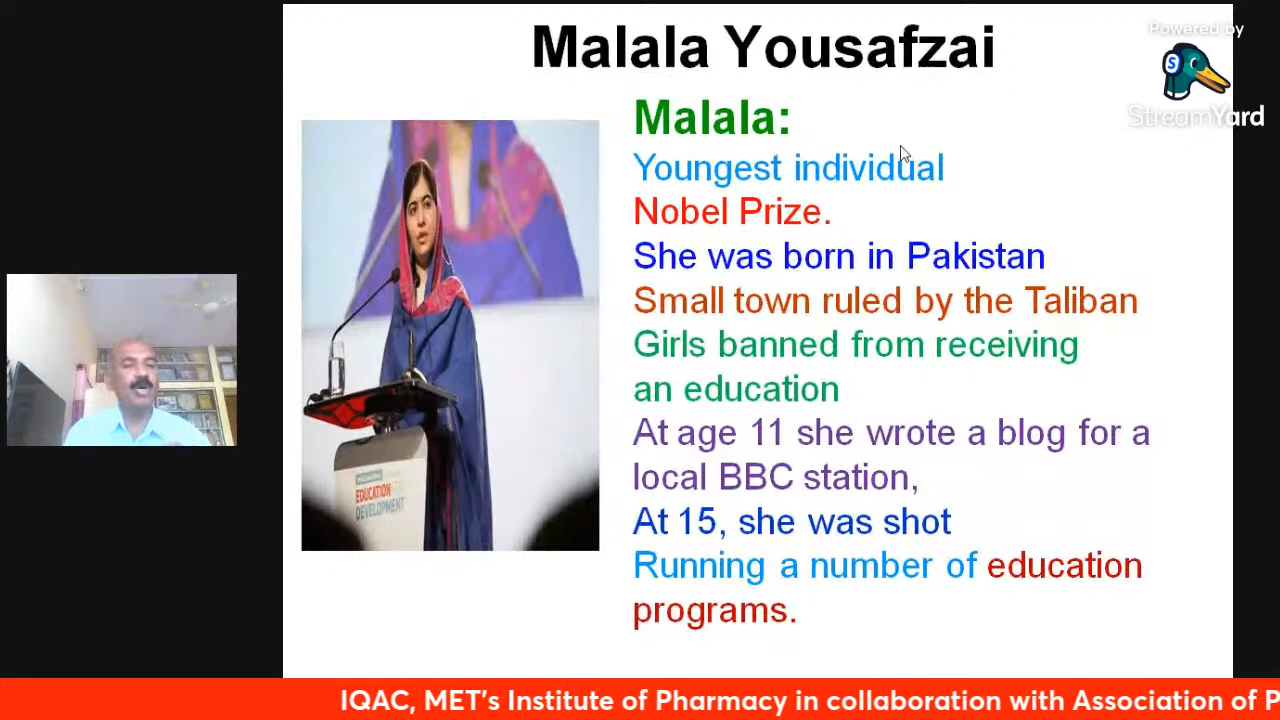 Malala Yousafzai
Powered by
StreamYard
Malala:
Youngest individual
Nobel Prize.
She was born in Pakistan
Small town ruled by the Taliban
Girls banned from receiving
an education
At age 11 she wrote a blog for a
local BBC station,
At 15, she was shot
Running a number of education
programs.
EDUCATION
DEVELOPMENT
IQAC, MET's Institute of Pharmacy in collaboration with Association of P